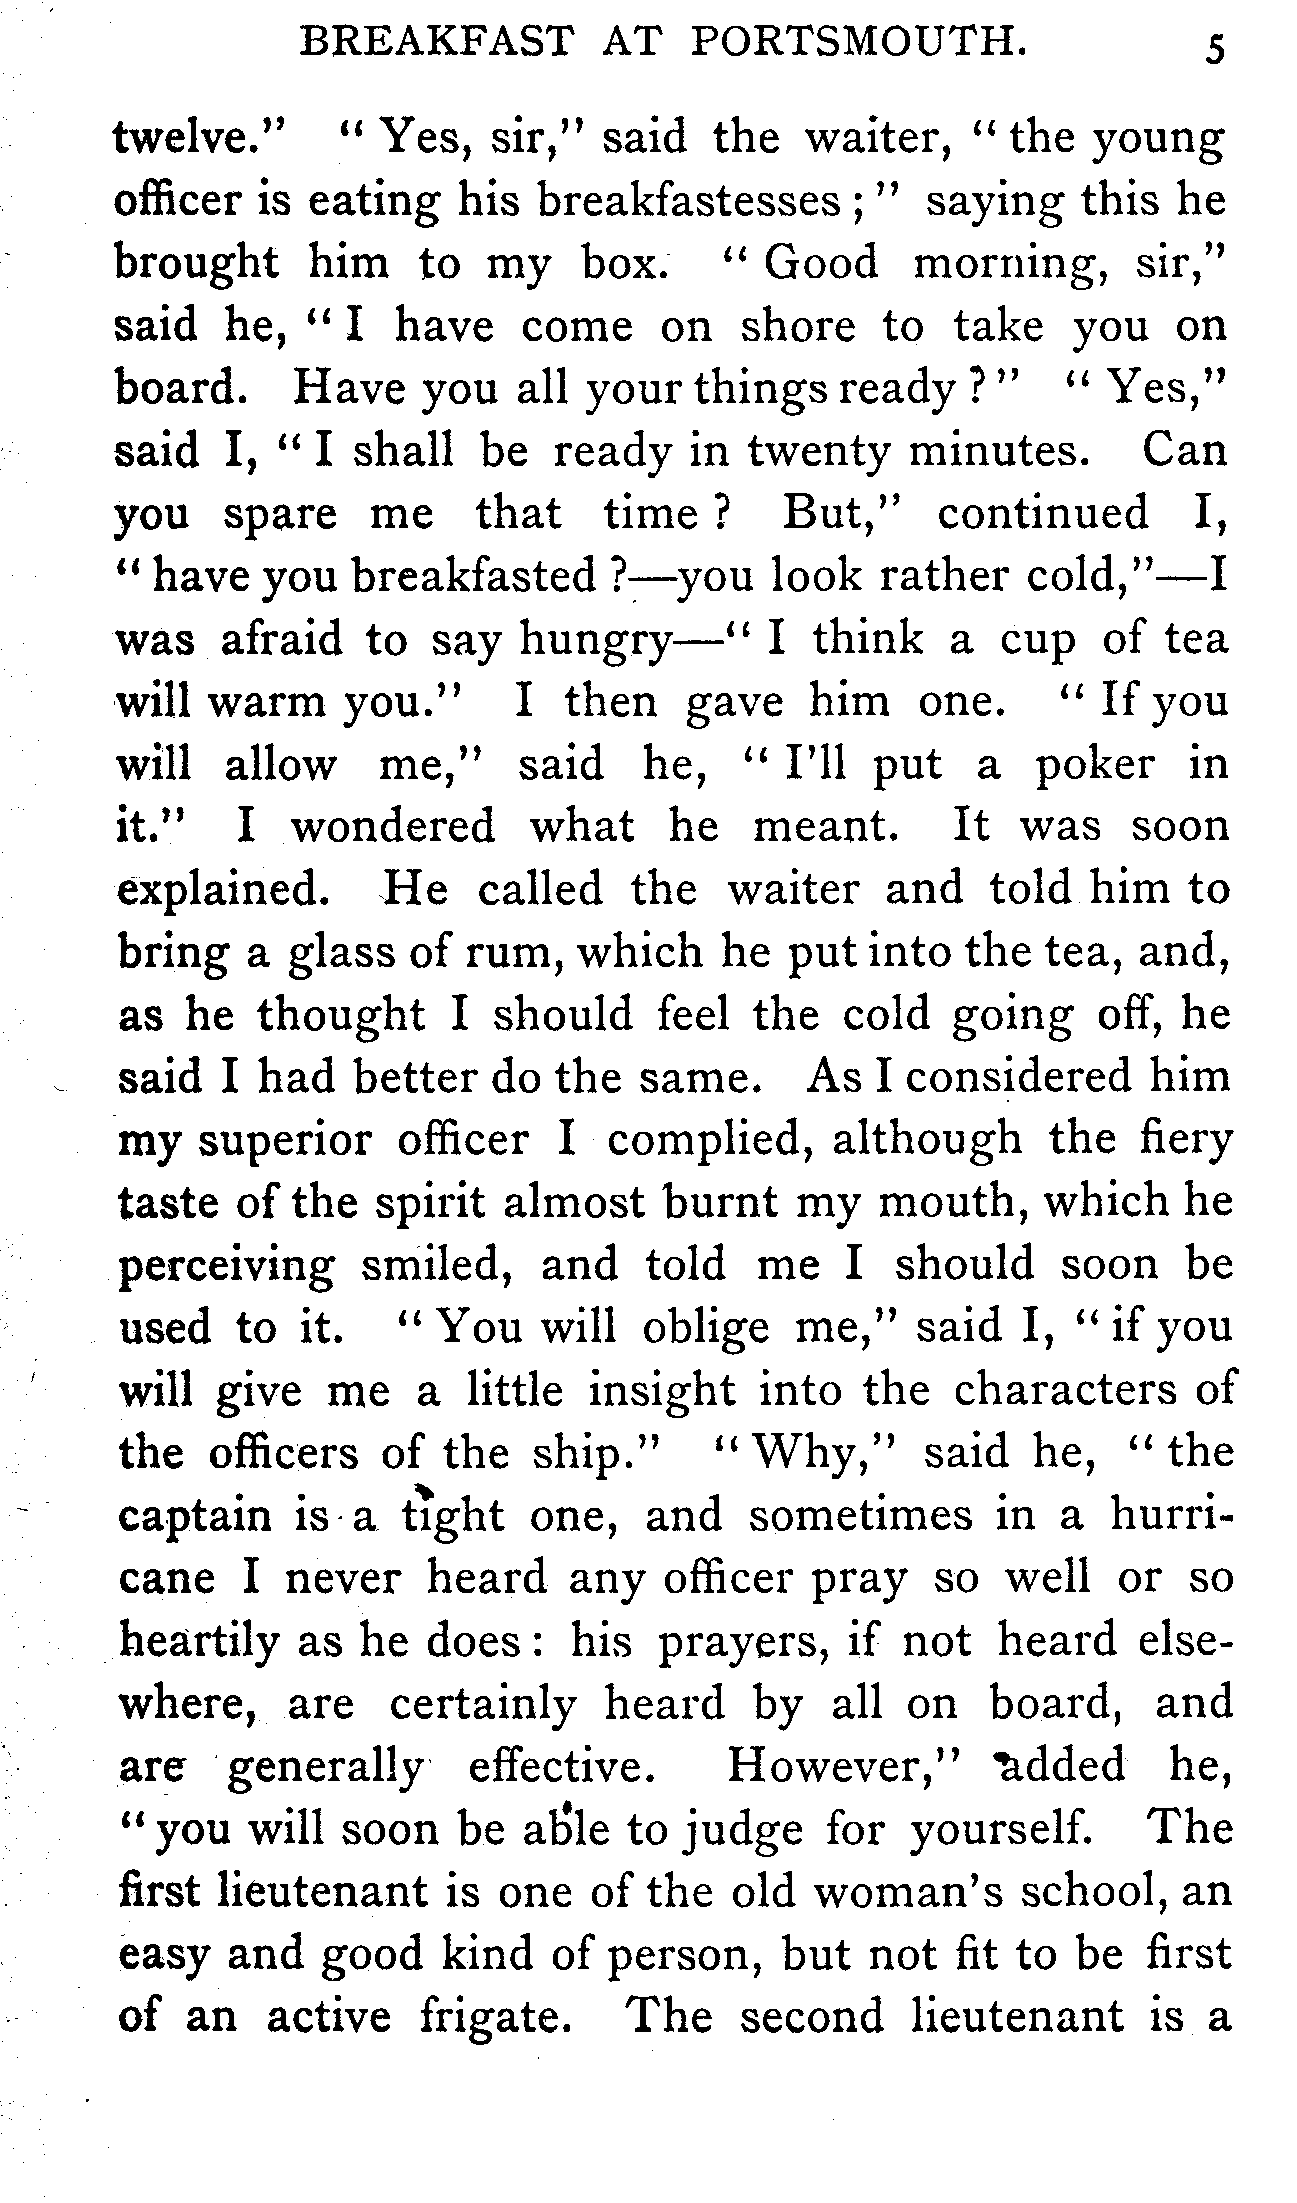 BREAKFAST AT PORTSMOUTH. 5
twelve." "Yes, sir," said the waiter, "the young
officer is eating his breakfastesses;" saying this he
brought him to my box. "Good morning, sir,"
said he, "I have come on shore to take you on
board. Have you all your things ready?" "Yes,"
said I, "I shall be ready in twenty minutes. Can
you spare me that time? But," continued I,
"have you breakfasted?—you look rather cold,"—I
was afraid to say hungry—"I think a cup of tea
will warm you." I then gave him one. "If you
will allow me," said he, "I'll put a poker in
it." I wondered what he meant. It was soon
explained. He called the waiter and told him to
bring a glass of rum, which he put into the tea, and,
as he thought I should feel the cold going off, he
said I had better do the same. As I considered him
my superior officer I complied, although the fiery
taste of the spirit almost burnt my mouth, which he
perceiving smiled, and told me I should soon be
used to it. "You will oblige me," said I, "if you
will give me a little insight into the characters of
the officers of the ship." "Why," said he, "the
captain is a tight one, and sometimes in a hurri-
cane I never heard any officer pray so well or so
heartily as he does: his prayers, if not heard else-
where, are certainly heard by all on board, and
are generally effective. However," added he,
"you will soon be able to judge for yourself. The
first lieutenant is one of the old woman's school, an
easy and good kind of person, but not fit to be first
of an active frigate. The second lieutenant is a